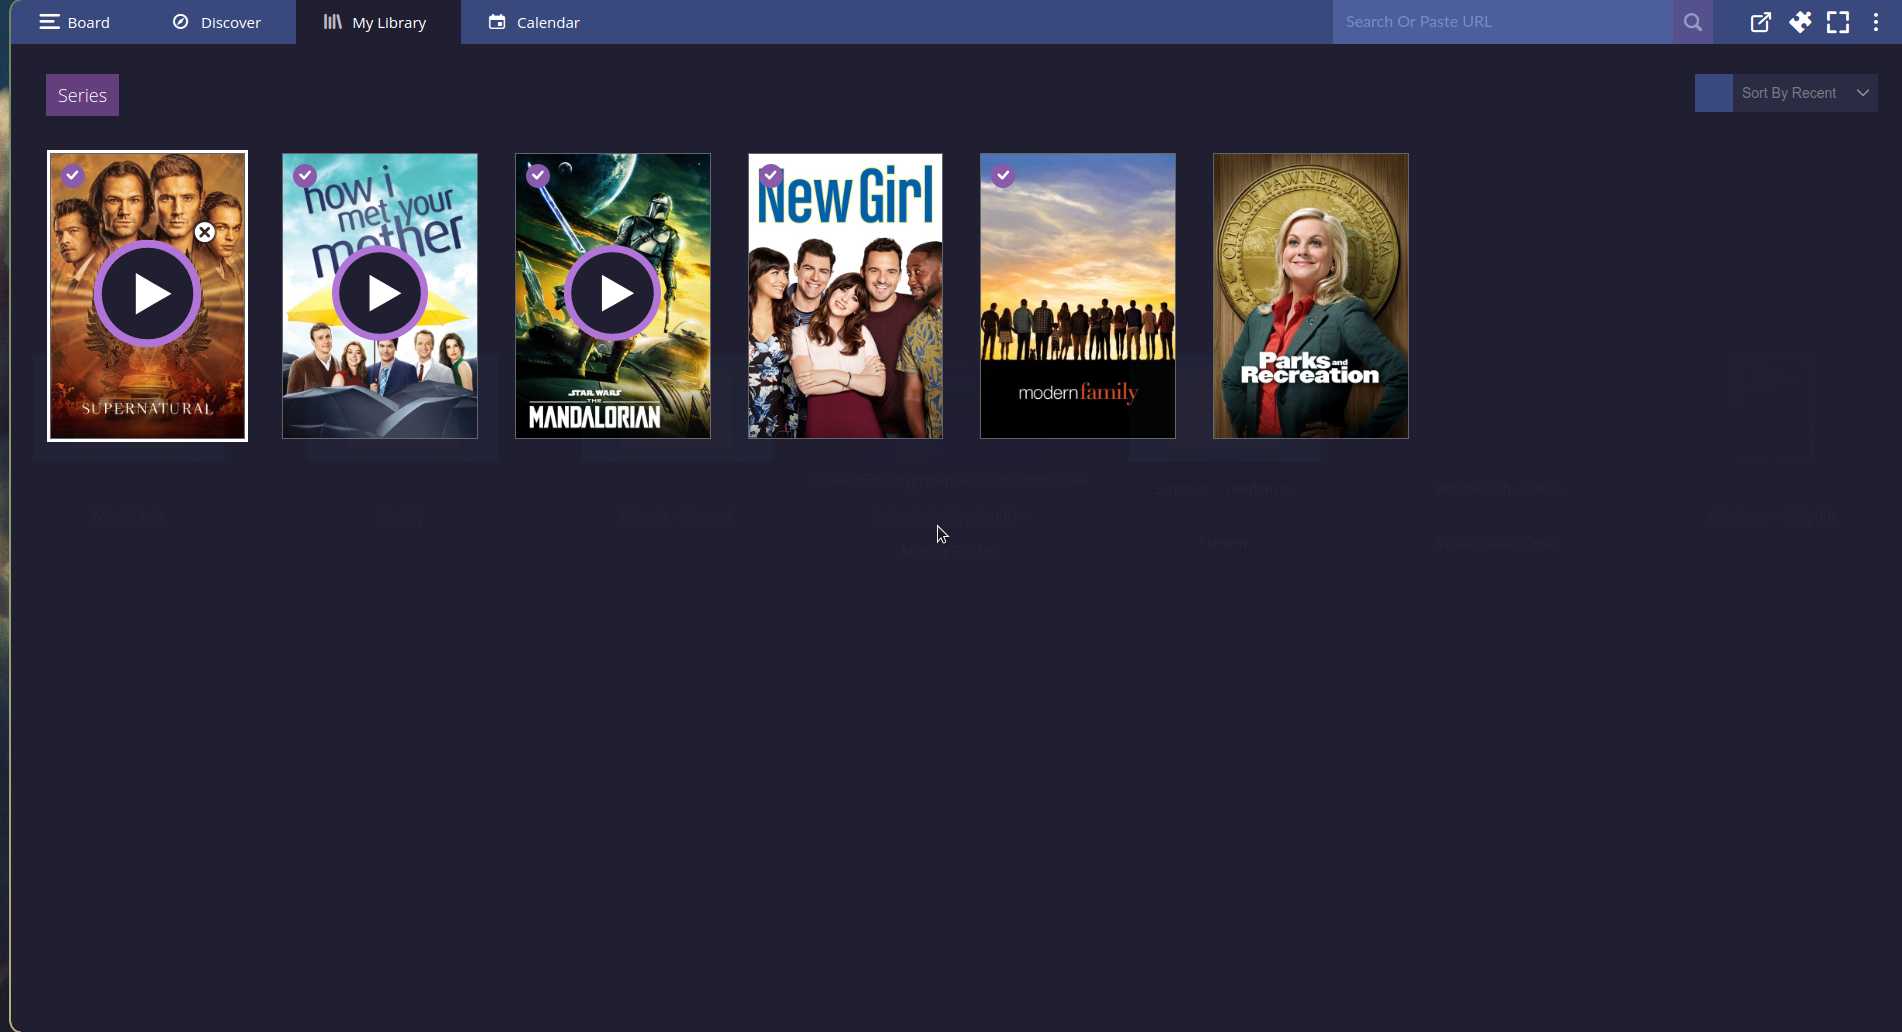 Board
Discover
My Library
Calendar
Search Or Paste URL
Series
Sort By Recent
SUPERNATURAL
how i
met your
mother
STAR WARS
THE
MANDALORIAN
New Girl
modern family
CITY OF PAWNEE, INDIANA
Parks and
Recreation